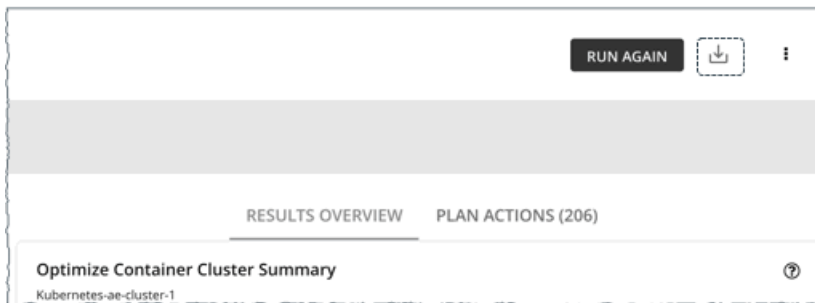 RUN AGAIN
RESULTS OVERVIEW PLAN ACTIONS (206)
Optimize Container Cluster Summary
Kubernetes-ae-cluster-1